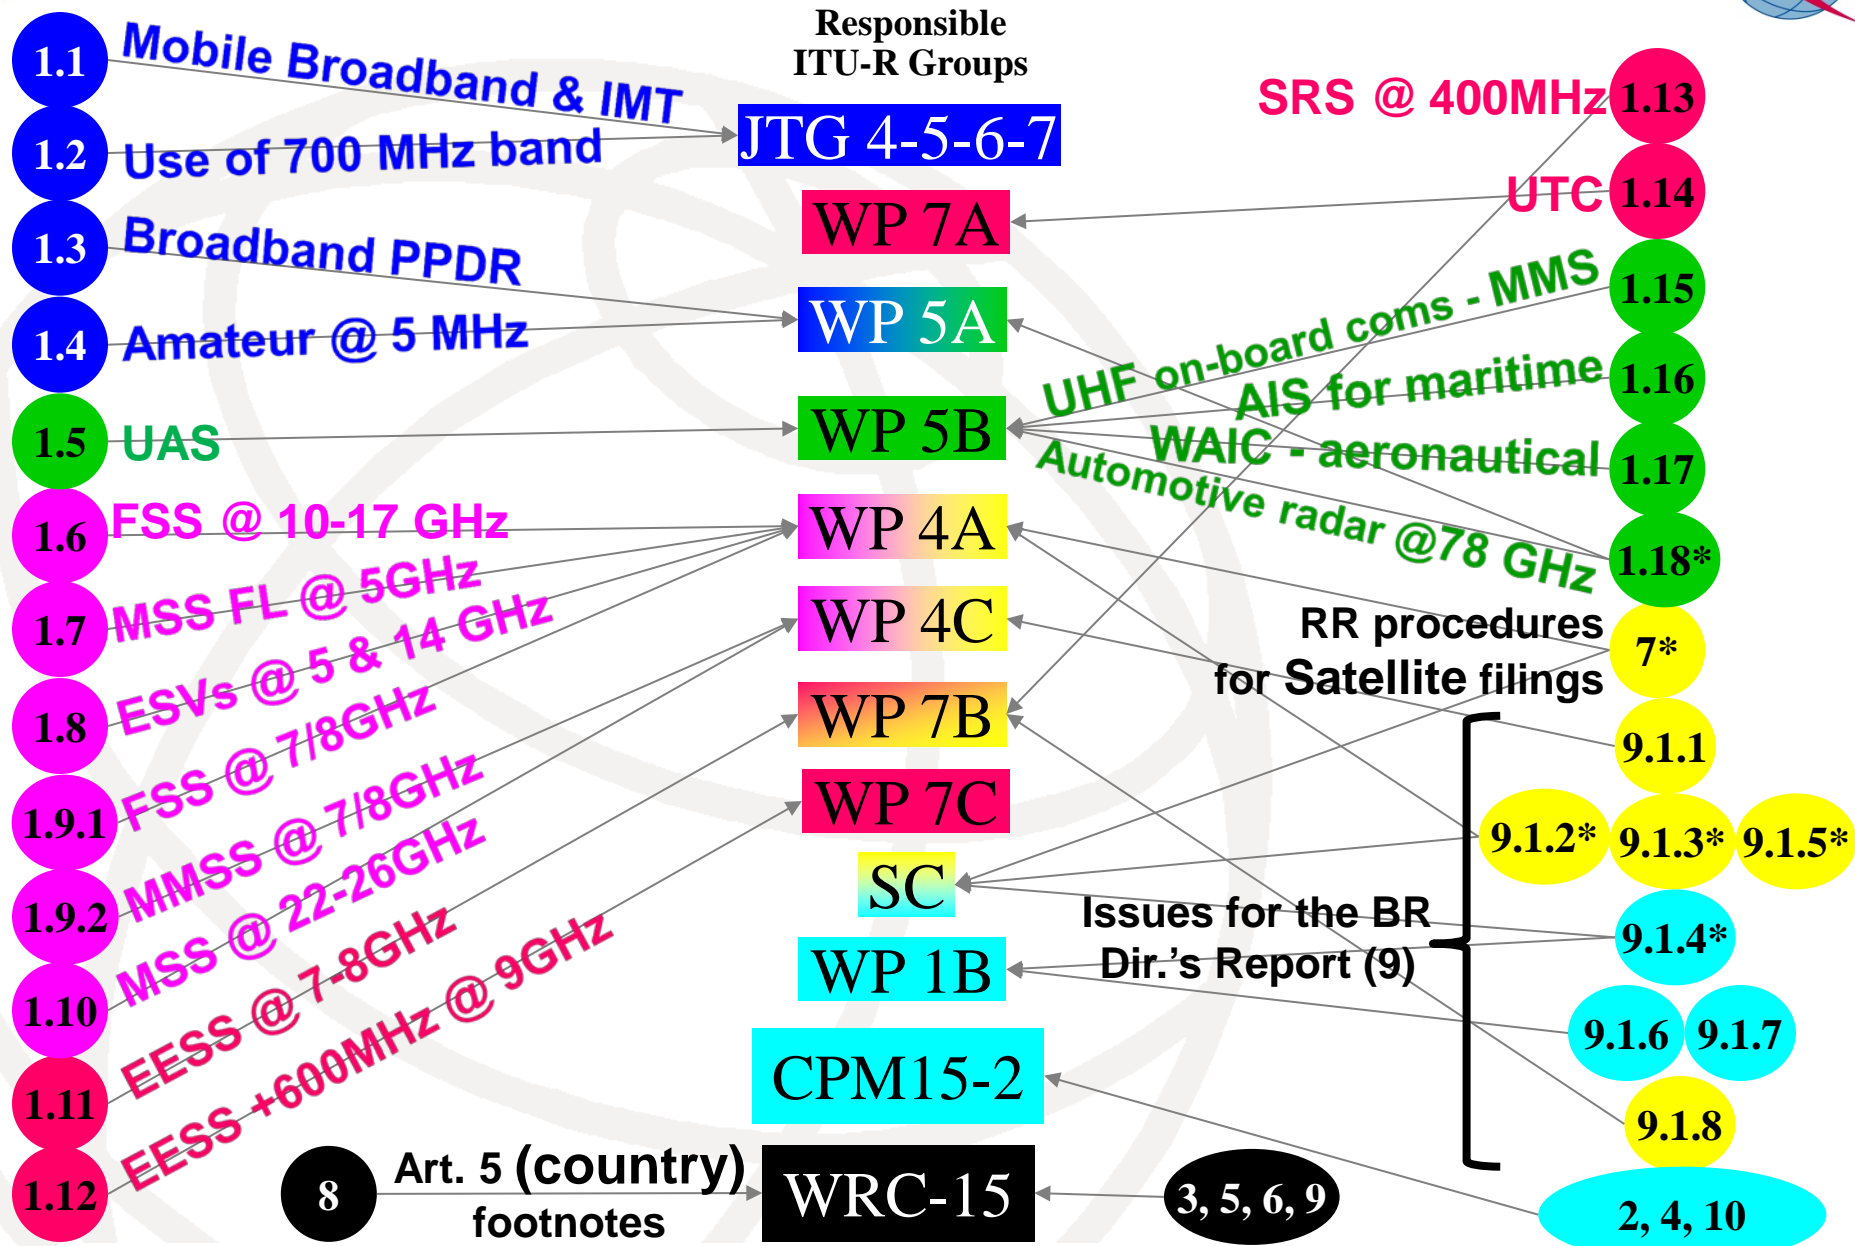 Responsible
ITU-R Groups
1.1
Mobile Broadband & IMT
1.2
Use of 700 MHz band
1.3
Broadband PPDR
1.4
Amateur @ 5 MHz
1.5
UAS
1.6
FSS @ 10-17 GHz
1.7
MSS FL @ 5GHz
1.8
ESVs @ 5 & 14 GHz
1.9.1
FSS @ 7/8GHz
1.9.2
MMSS @ 7/8GHz
1.10
MSS @ 22-26GHz
1.11
EESS @ 7-8GHz
1.12
EESS +600MHz @ 9GHz
8
Art. 5 (country)
footnotes
JTG 4-5-6-7
WP 7A
WP 5A
WP 5B
WP 4A
WP 4C
WP 7B
WP 7C
SC
WP 1B
CPM15-2
WRC-15
SRS @ 400MHz
1.13
UTC
1.14
UHF on-board coms - MMS
1.15
AIS for maritime
1.16
WAIC - aeronautical
1.17
Automotive radar @78 GHz
1.18*
RR procedures
for Satellite filings
7*
Issues for the BR
Dir.'s Report (9)
9.1.1
9.1.2*
9.1.3*
9.1.5*
9.1.4*
9.1.6
9.1.7
9.1.8
3, 5, 6, 9
2, 4, 10